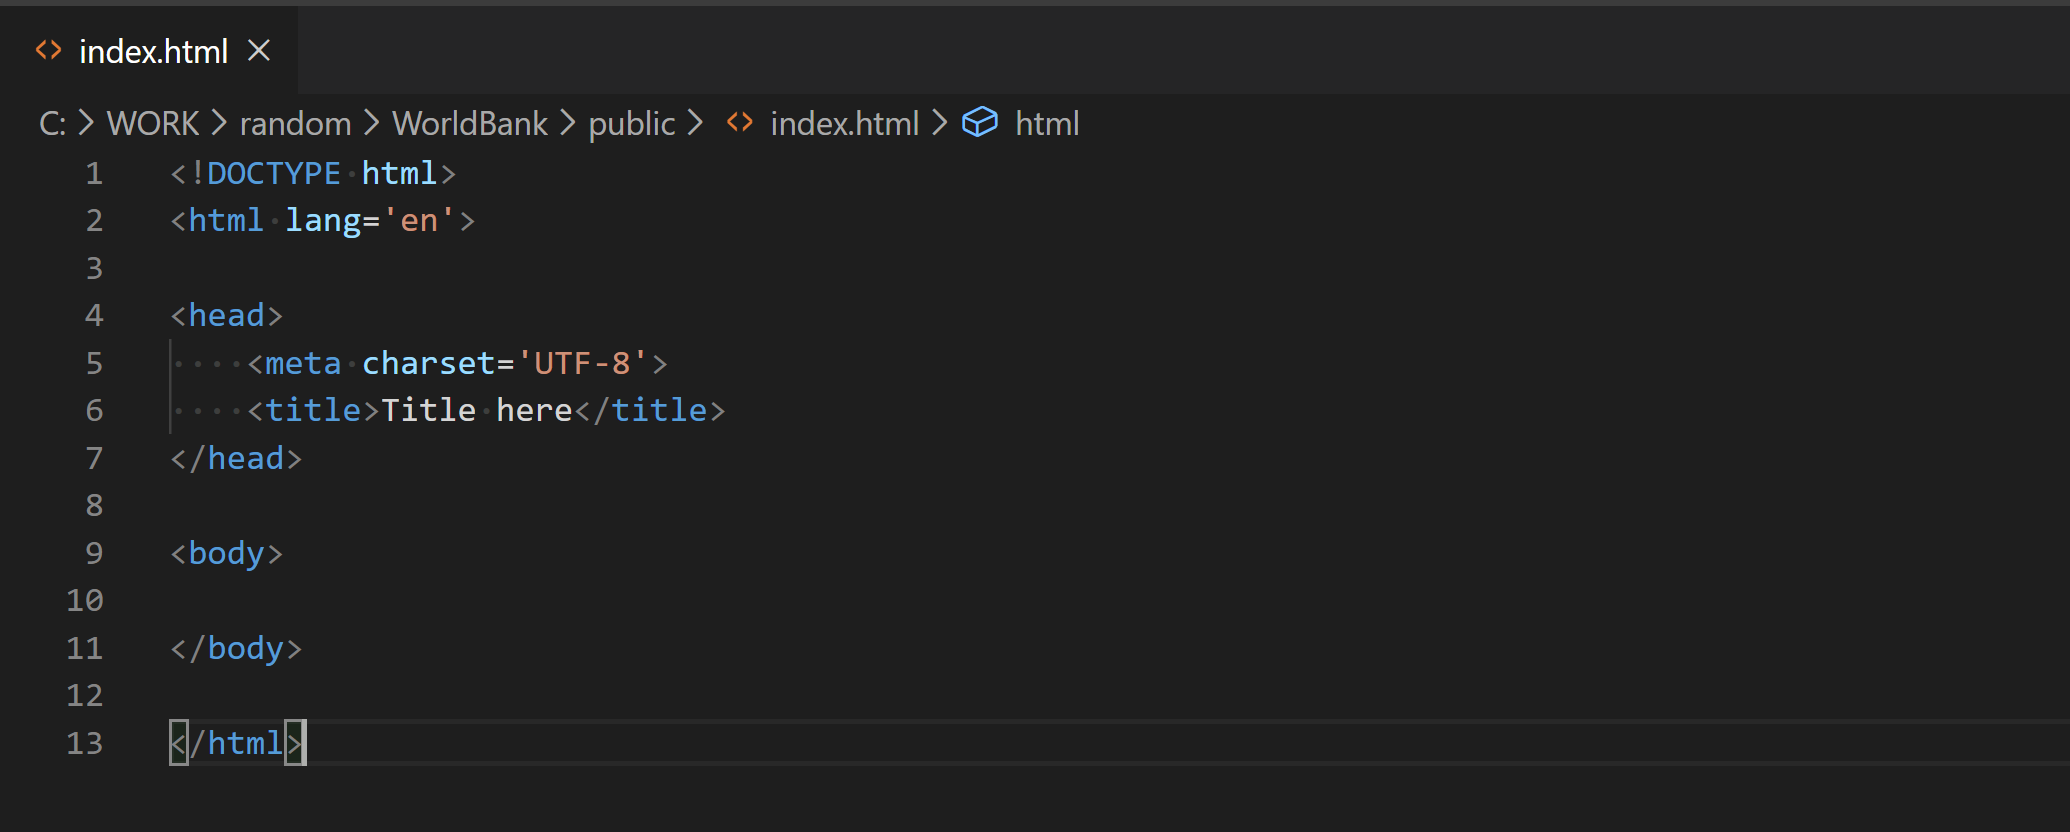 index.html
C: > WORK > random > WorldBank > public > index.html > html
1 <!DOCTYPE html>
2 <html lang='en'>
3
4 <head>
5     <meta charset='UTF-8'>
6     <title>Title here</title>
7 </head>
8
9 <body>
10
11 </body>
12
13 </html>